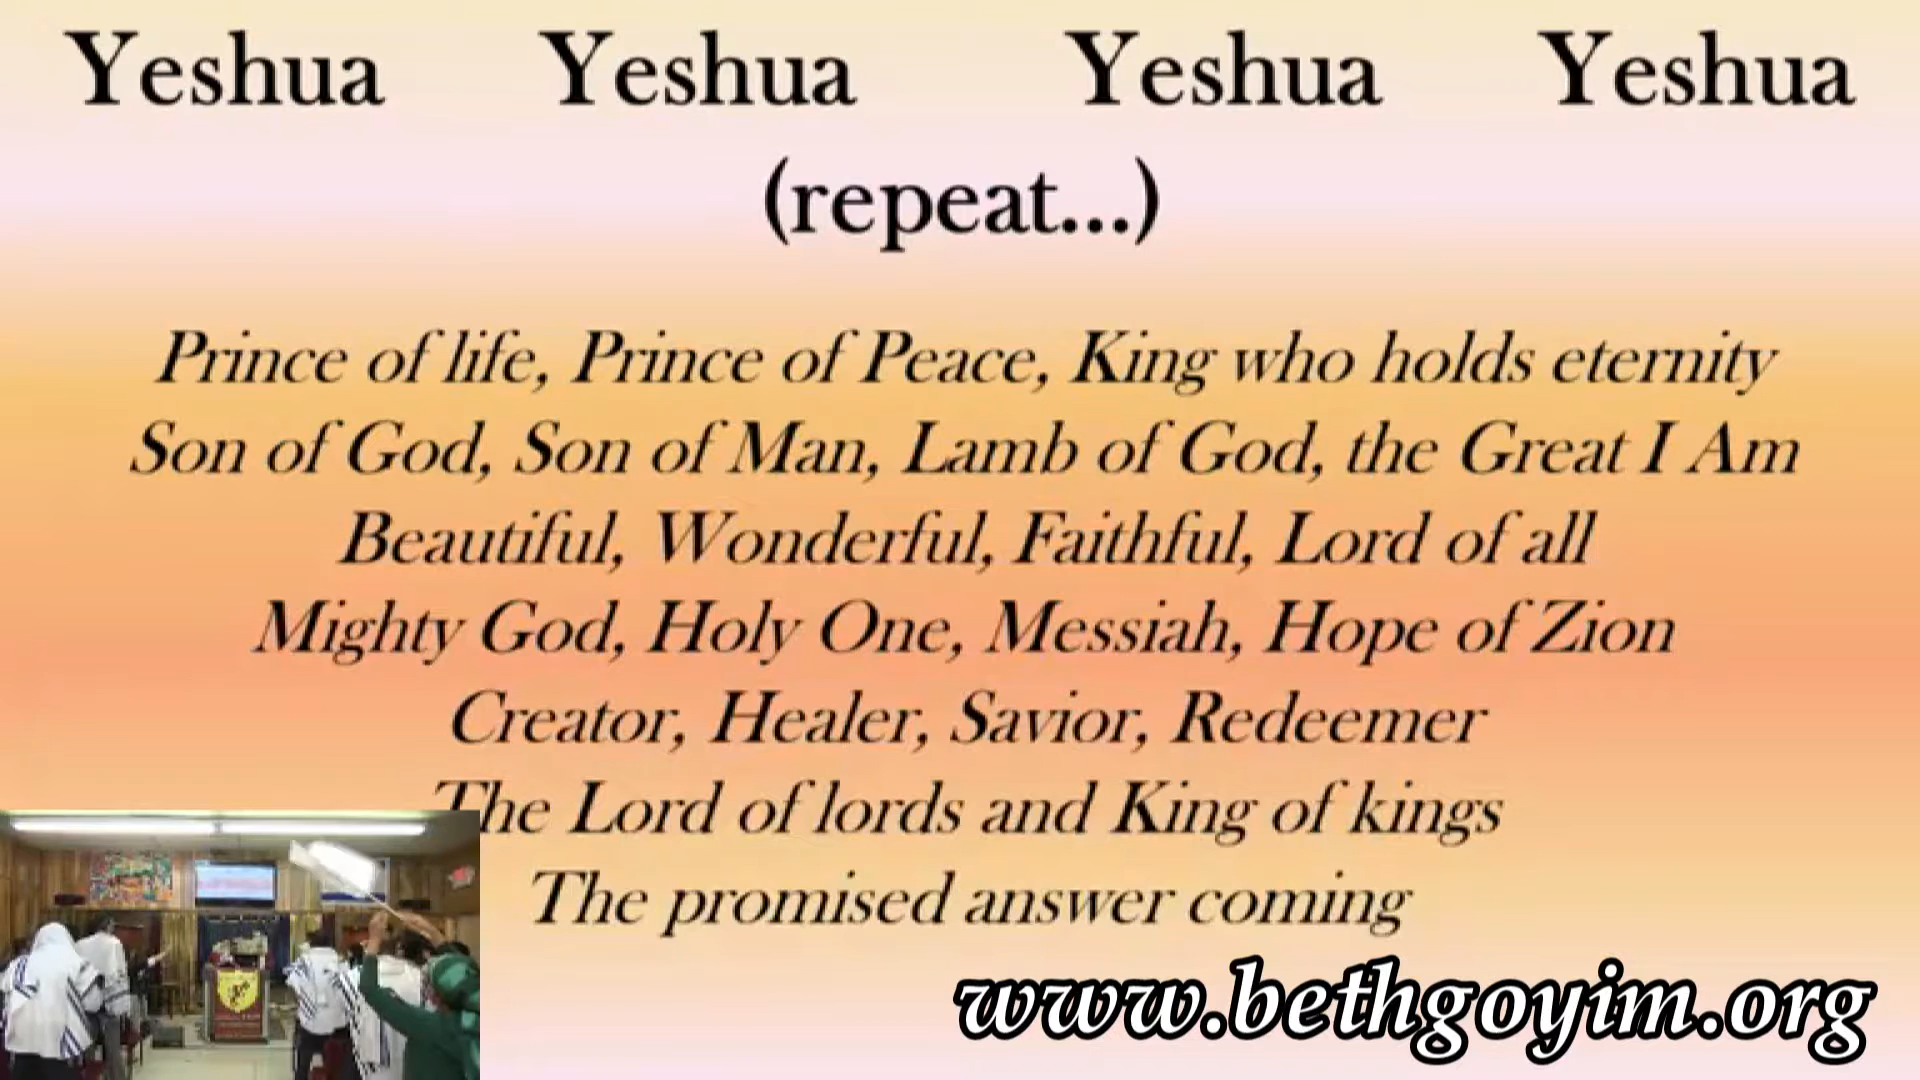 Yeshua Yeshua Yeshua Yeshua
(repeat...)
Prince of life, Prince of Peace, King who holds eternity
Son of God, Son of Man, Lamb of God, the Great I Am
Beautiful, Wonderful, Faithful, Lord of all
Mighty God, Holy One, Messiah, Hope of Zion
Creator, Healer, Savior, Redeemer
The Lord of lords and King of kings
The promised answer coming
www.bethgoyim.org